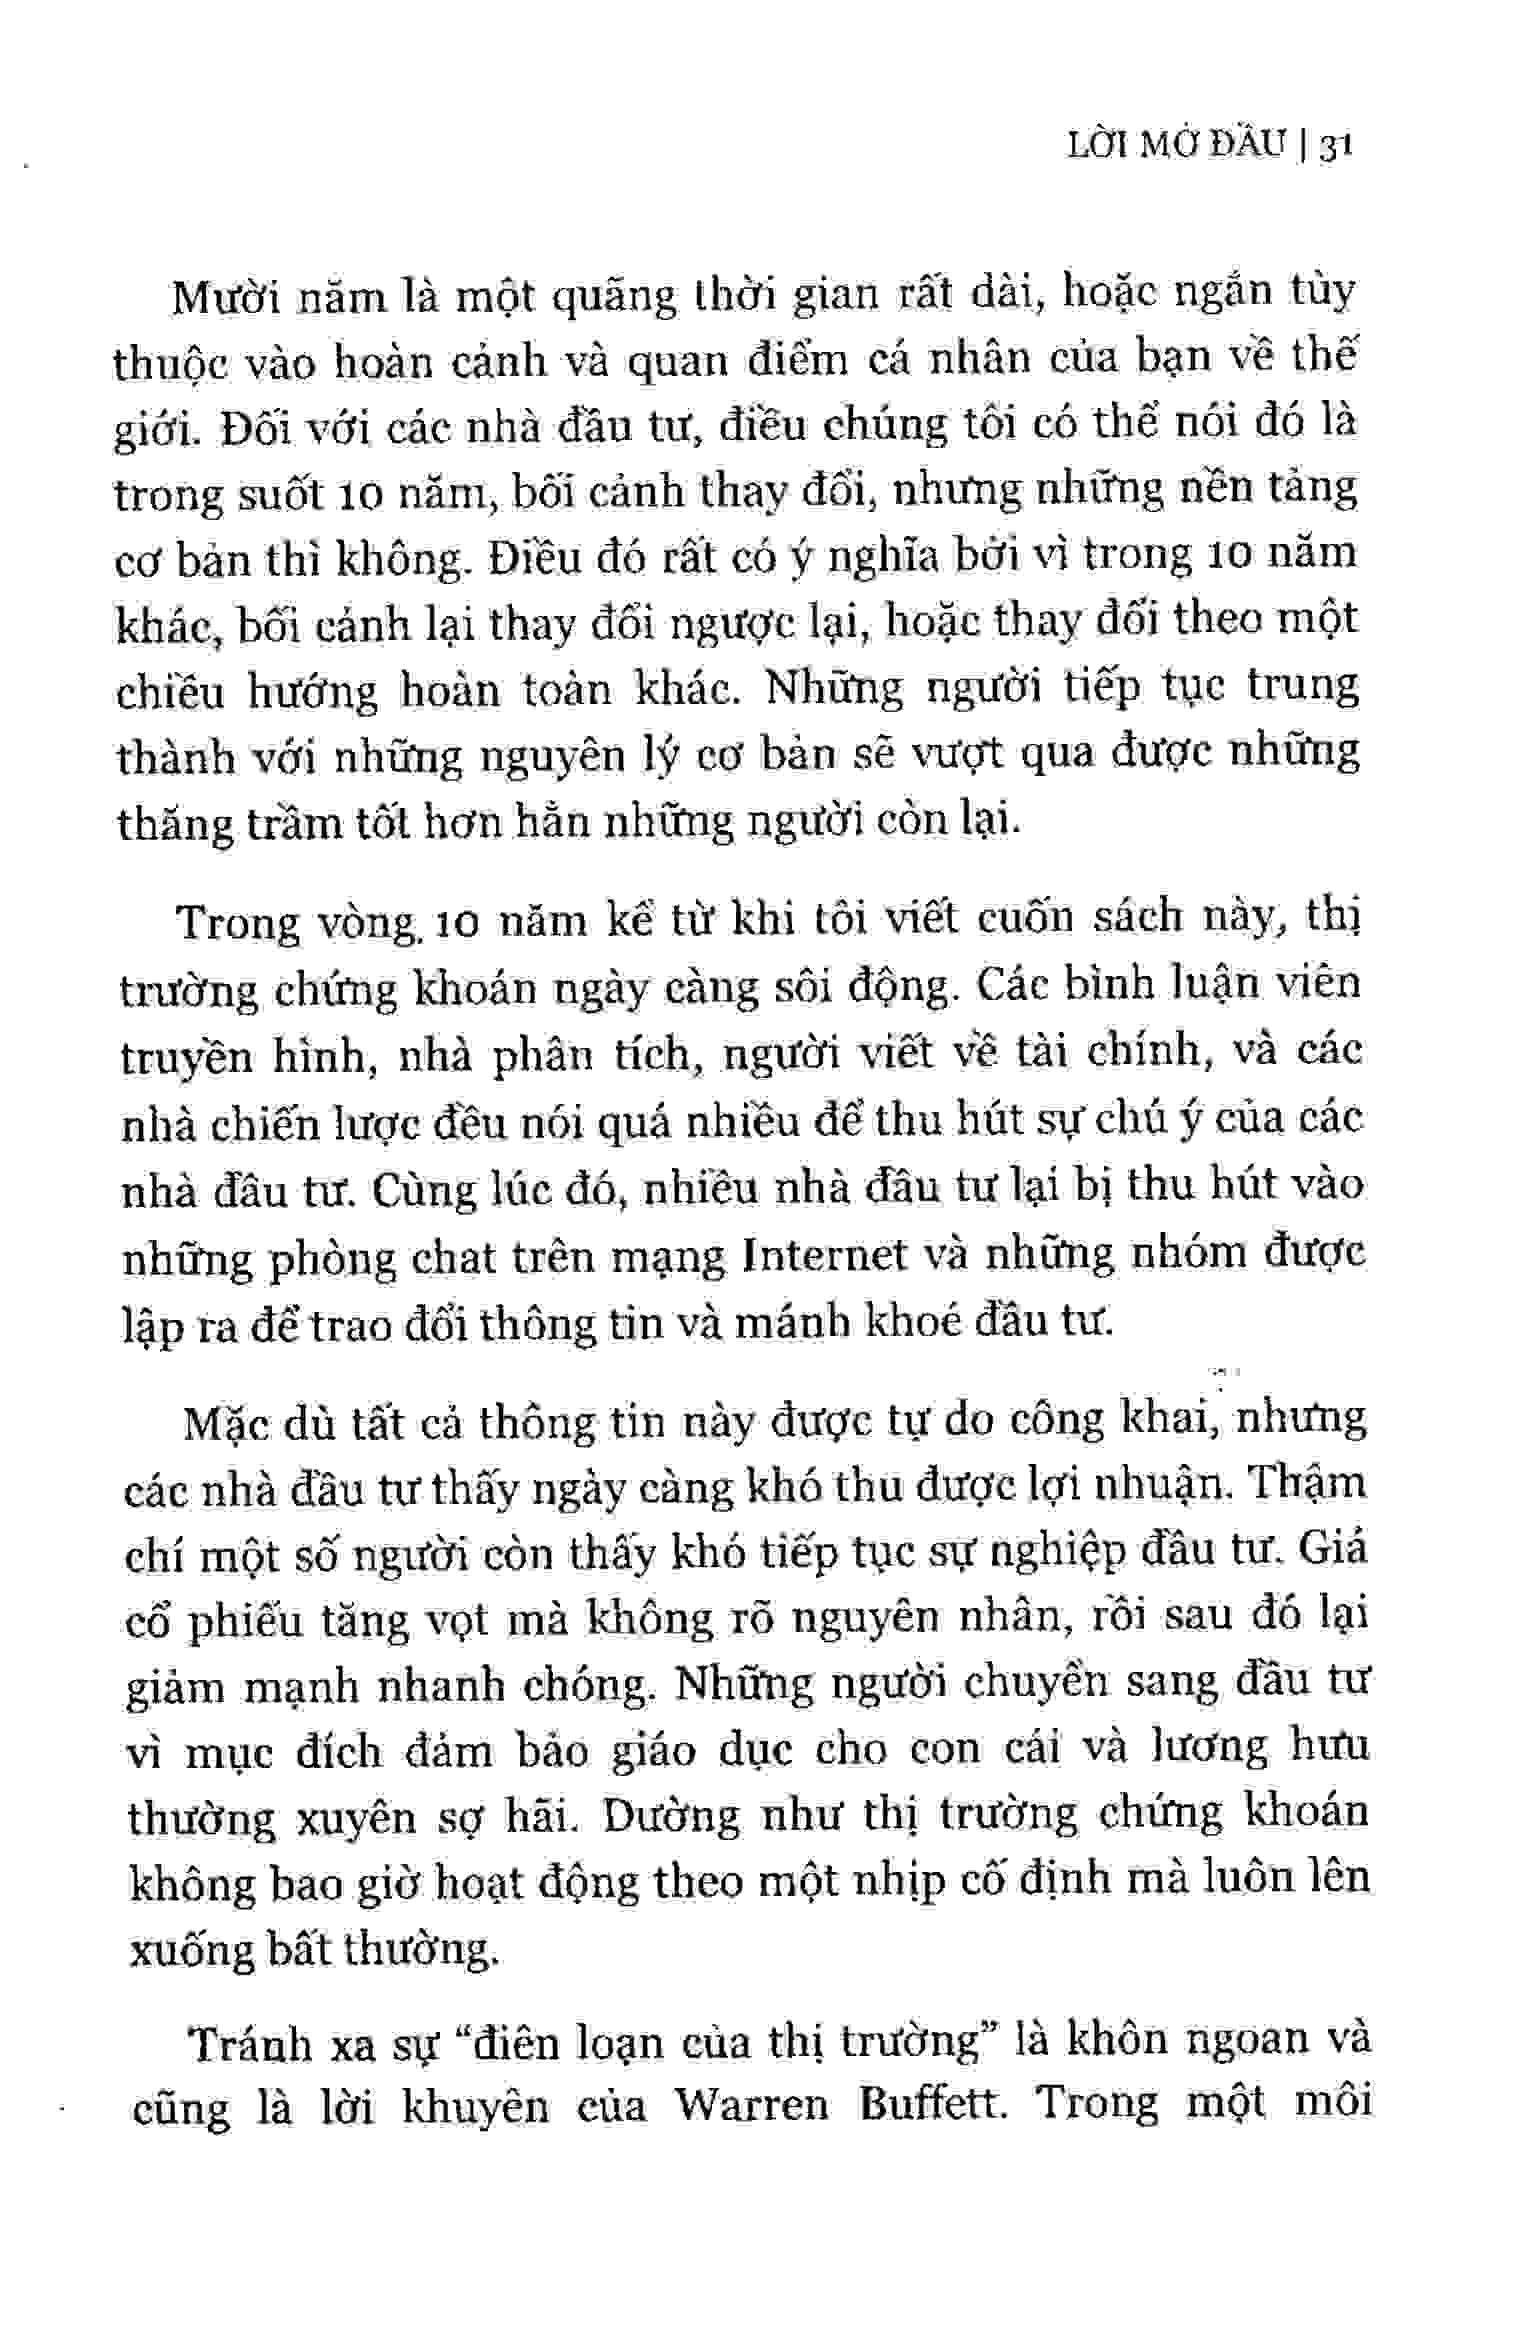 LỜI MỞ ĐẦU | 31
Mười năm là một quãng thời gian rất dài, hoặc ngắn tùy
thuộc vào hoàn cảnh và quan điểm cá nhân của bạn về thế
giới. Đối với các nhà đầu tư, điều chúng tôi có thể nói đó là
trong suốt 10 năm, bối cảnh thay đổi, nhưng những nền tảng
cơ bản thì không. Điều đó rất có ý nghĩa bởi vì trong 10 năm
khác, bối cảnh lại thay đổi ngược lại, hoặc thay đổi theo một
chiều hướng hoàn toàn khác. Những người tiếp tục trung
thành với những nguyên lý cơ bản sẽ vượt qua được những
thăng trầm tốt hơn hẳn những người còn lại.
Trong vòng 10 năm kể từ khi tôi viết cuốn sách này, thị
trường chứng khoán ngày càng sôi động. Các bình luận viên
truyền hình, nhà phân tích, người viết về tài chính, và các
nhà chiến lược đều nói quá nhiều để thu hút sự chú ý của các
nhà đầu tư. Cùng lúc đó, nhiều nhà đầu tư lại bị thu hút vào
những phòng chat trên mạng Internet và những nhóm được
lập ra để trao đổi thông tin và mánh khoé đầu tư.
Mặc dù tất cả thông tin này được tự do công khai, nhưng
các nhà đầu tư thấy ngày càng khó thu được lợi nhuận. Thậm
chí một số người còn thấy khó tiếp tục sự nghiệp đầu tư. Giá
cổ phiếu tăng vọt mà không rõ nguyên nhân, rồi sau đó lại
giảm mạnh nhanh chóng. Những người chuyển sang đầu tư
vì mục đích đảm bảo giáo dục cho con cái và lương hưu
thường xuyên sợ hãi. Dường như thị trường chứng khoán
không bao giờ hoạt động theo một nhịp cố định mà luôn lên
xuống bất thường.
Tránh xa sự “điên loạn của thị trường” là khôn ngoan và
cũng là lời khuyên của Warren Buffett. Trong một môi